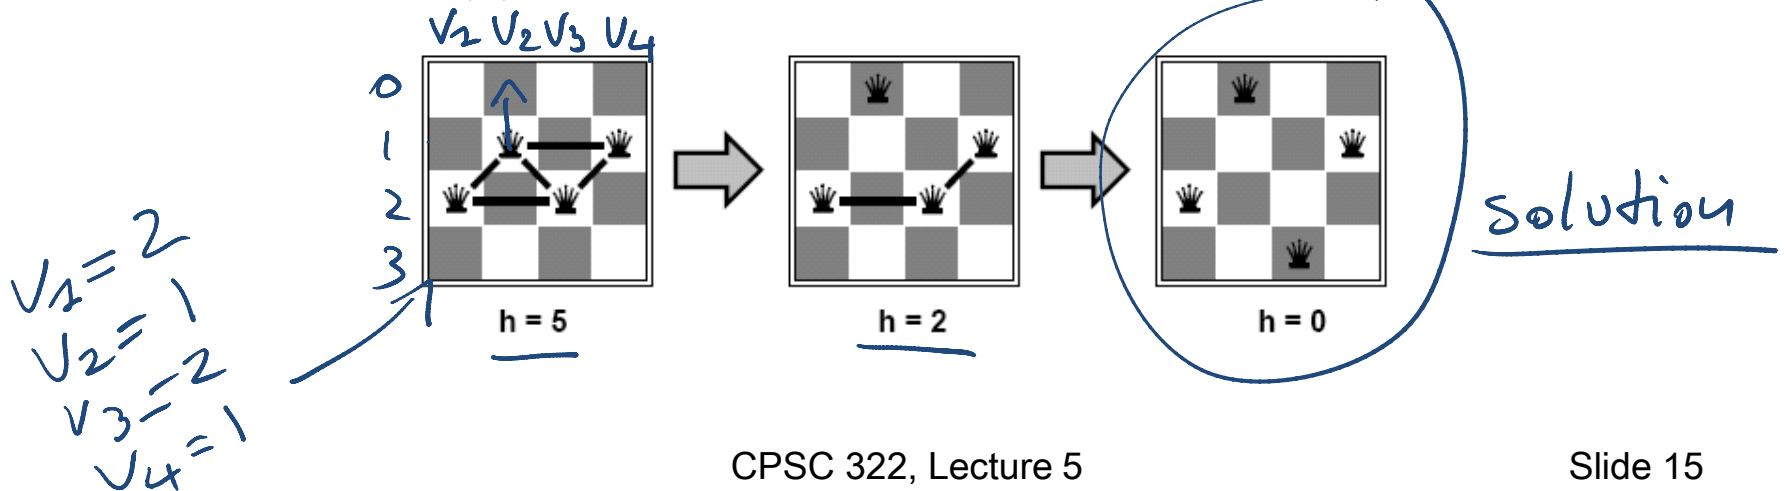 V1 V2 V3 V4
0
1
2
3
V1 = 2
V2 = 1
V3 = 2
V4 = 1
h = 5
h = 2
h = 0
solution
CPSC 322, Lecture 5
Slide 15